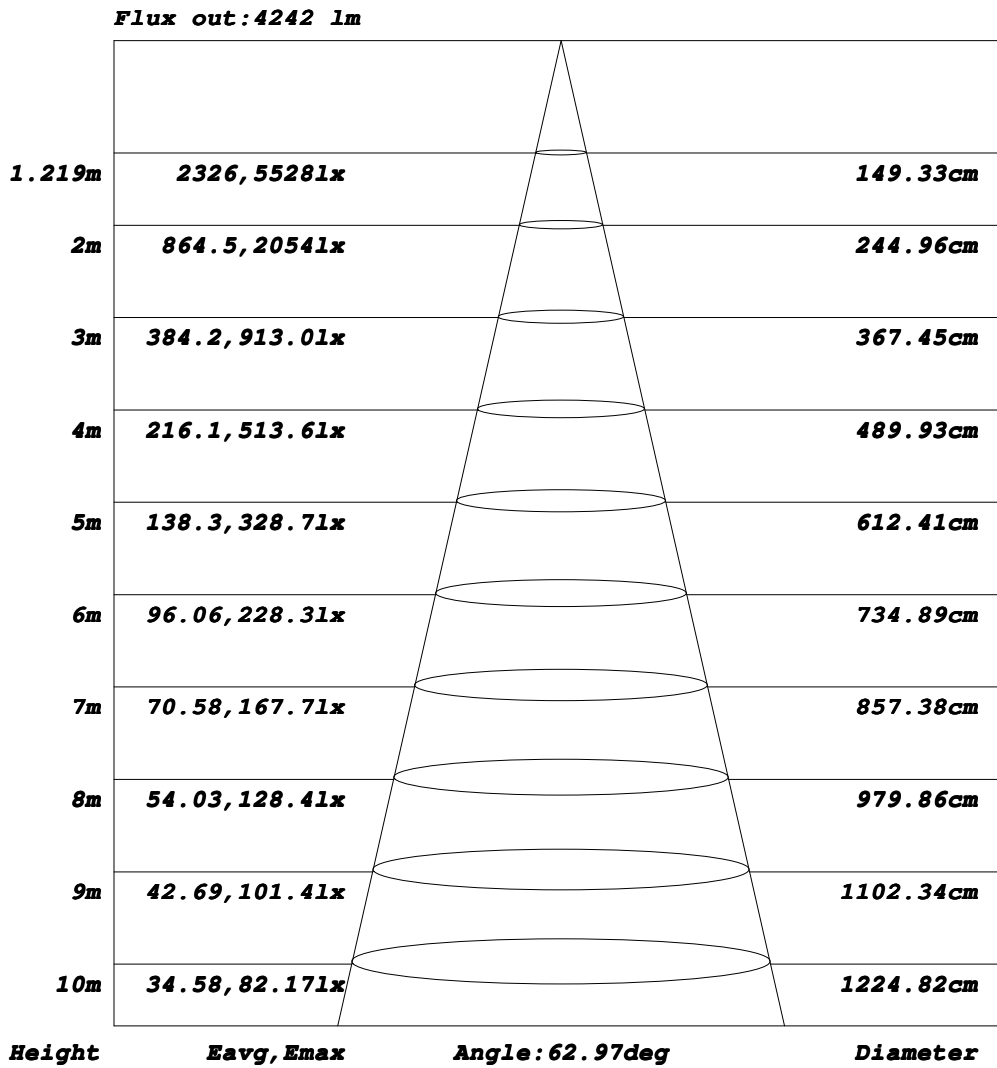 Flux out:4242 lm
1.219m 2326,5528lx 149.33cm
2m 864.5,2054lx 244.96cm
3m 384.2,913.0lx 367.45cm
4m 216.1,513.6lx 489.93cm
5m 138.3,328.7lx 612.41cm
6m 96.06,228.3lx 734.89cm
7m 70.58,167.7lx 857.38cm
8m 54.03,128.4lx 979.86cm
9m 42.69,101.4lx 1102.34cm
10m 34.58,82.17lx 1224.82cm
Height Eavg,Emax Angle:62.97deg Diameter